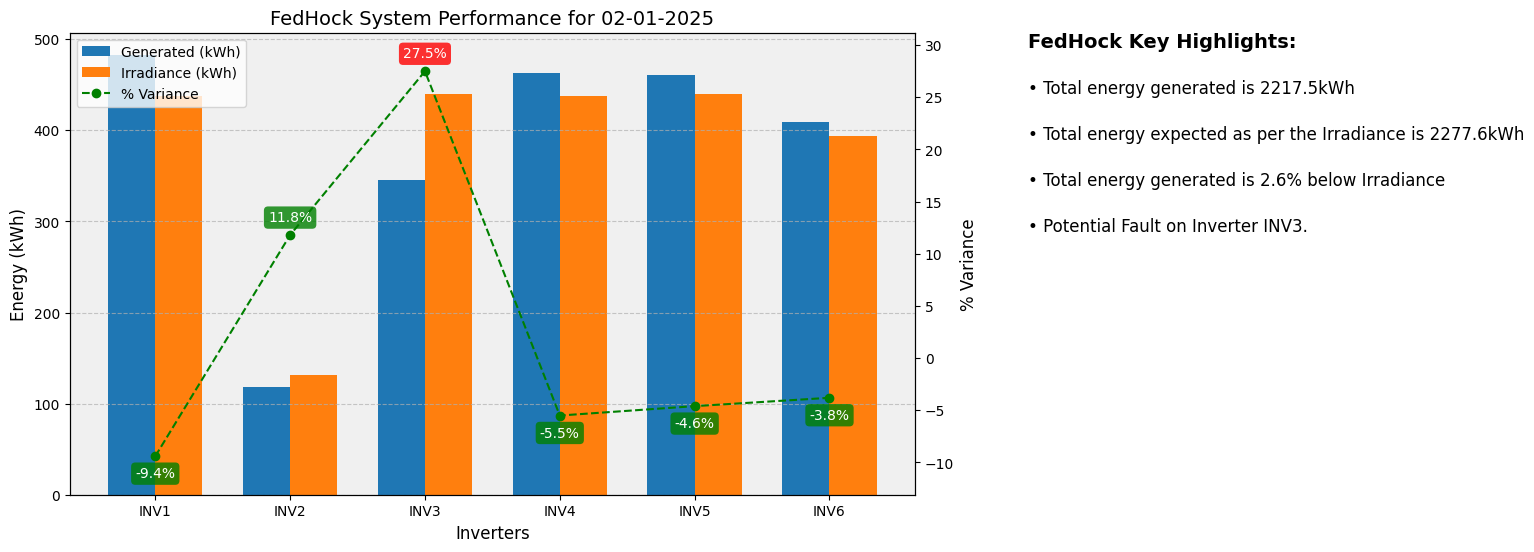 FedHock System Performance for 02-01-2025
Generated (kWh)
Irradiance (kWh)
% Variance
500
400
300
200
100
0
Energy (kWh)
-9.4%
11.8%
27.5%
-5.5%
-4.6%
-3.8%
30
25
20
15
10
5
0
−5
−10
% Variance
INV1
INV2
INV3
INV4
INV5
INV6
Inverters
FedHock Key Highlights:
• Total energy generated is 2217.5kWh
• Total energy expected as per the Irradiance is 2277.6kWh
• Total energy generated is 2.6% below Irradiance
• Potential Fault on Inverter INV3.